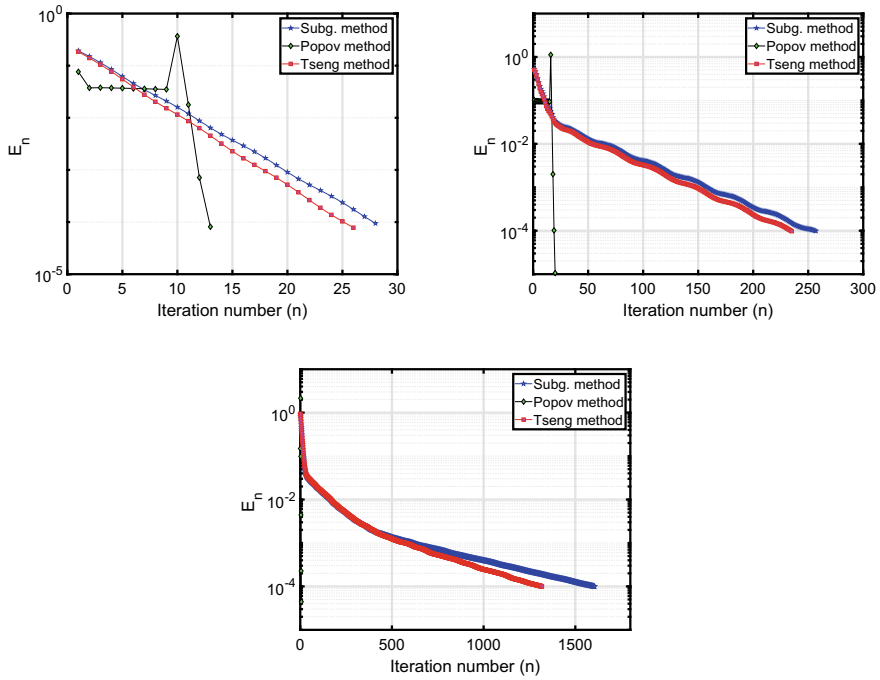 10^0
E_n
10^-5
0 5 10 15 20 25 30
Iteration number (n)
Subg. method
Popov method
Tseng method
10^0
10^-2
10^-4
E_n
0 50 100 150 200 250 300
Iteration number (n)
Subg. method
Popov method
Tseng method
10^0
10^-2
10^-4
E_n
0 500 1000 1500
Iteration number (n)
Subg. method
Popov method
Tseng method